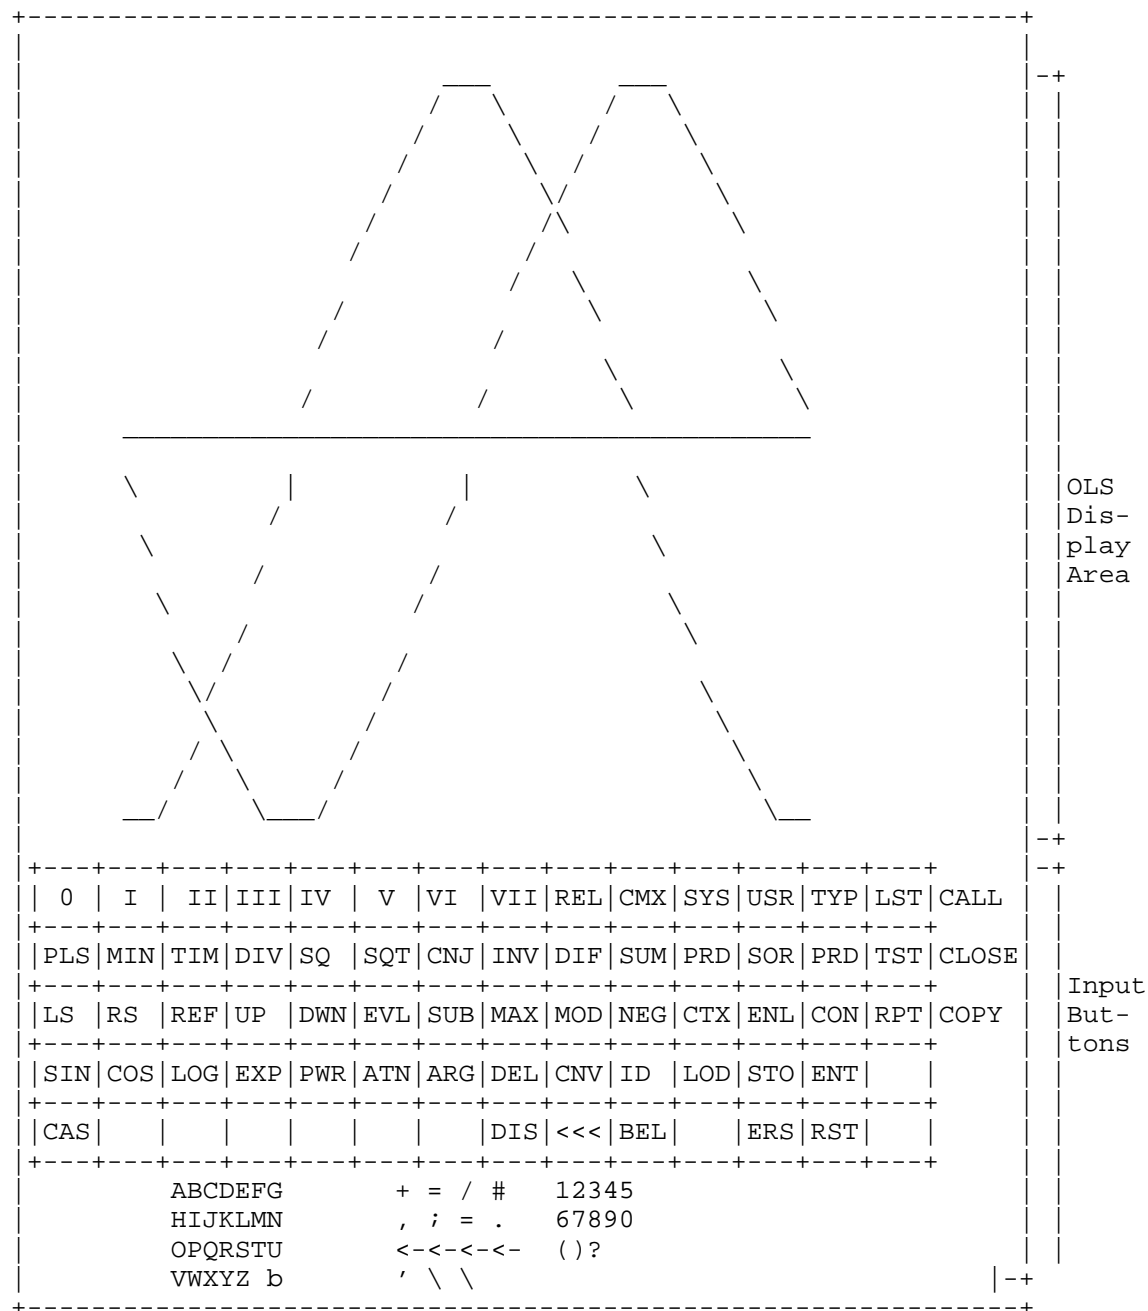 OLS
Dis-
play
Area
| 0 | I | II|III|IV | V |VI |VII|REL|CMX|SYS|USR|TYP|LST|CALL
|PLS|MIN|TIM|DIV|SQ |SQT|CNJ|INV|DIF|SUM|PRD|SOR|PRD|TST|CLOSE
|LS |RS |REF|UP |DWN|EVL|SUB|MAX|MOD|NEG|CTX|ENL|CON|RPT|COPY
|SIN|COS|LOG|EXP|PWR|ATN|ARG|DEL|CNV|ID |LOD|STO|ENT| |
|CAS| | | | | | |DIS|<<<|BEL| |ERS|RST| |
Input
But-
tons
ABCDEFG + = / # 12345
HIJKLMN , ; = . 67890
OPQRSTU <-<-<-<- ()?
VWXYZ b ’ \ \